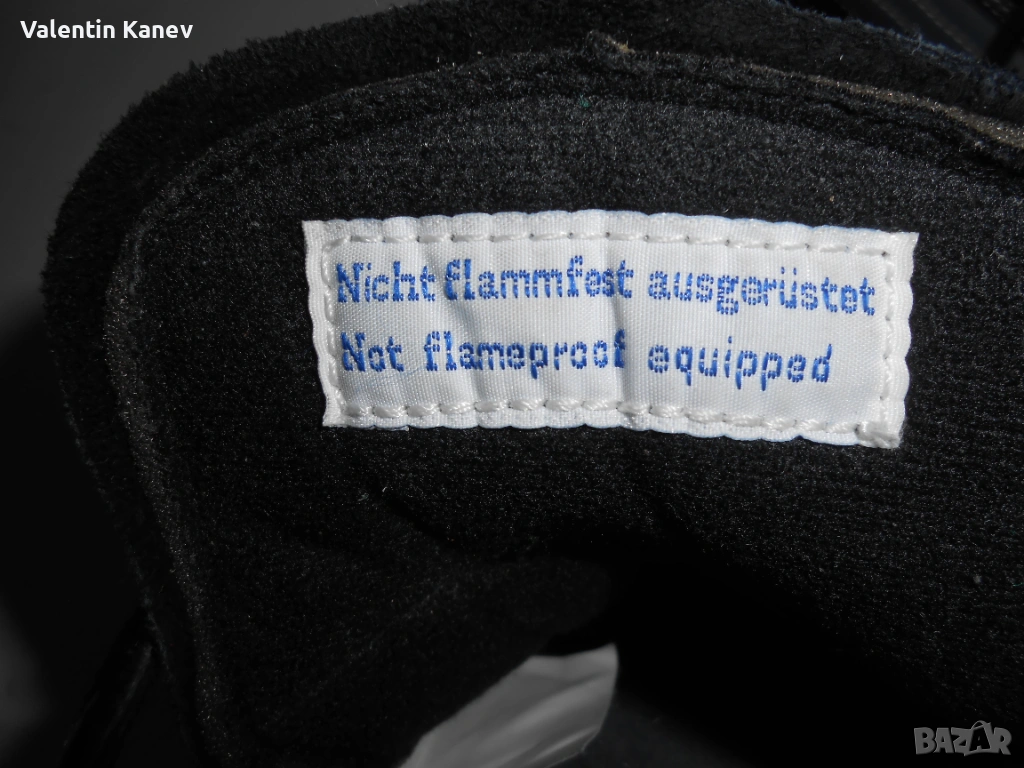 Valentin Kanev
Nicht flammfest ausgerüstet
Not flameproof equipped
BAZAR